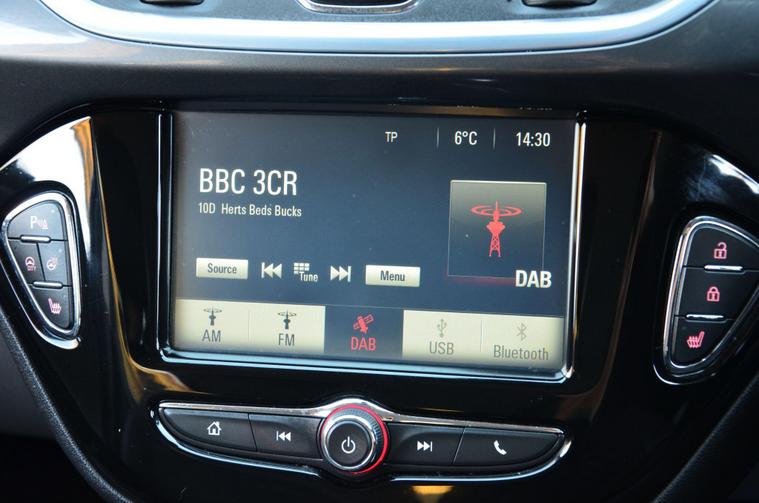 TP 6°C 14:30
BBC 3CR
10D Herts Beds Bucks
DAB
Source Tune Menu
AM FM DAB USB Bluetooth